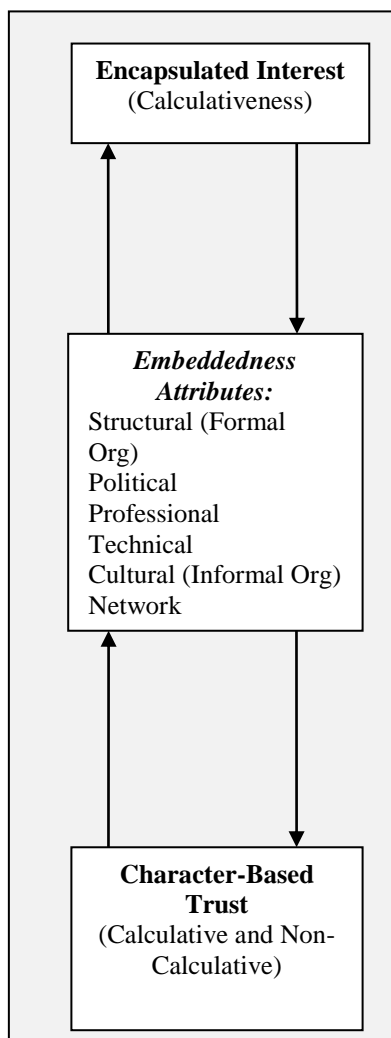 Encapsulated Interest
(Calculativeness)
Embeddedness
Attributes:
Structural (Formal
Org)
Political
Professional
Technical
Cultural (Informal Org)
Network
Character-Based
Trust
(Calculative and Non-
Calculative)